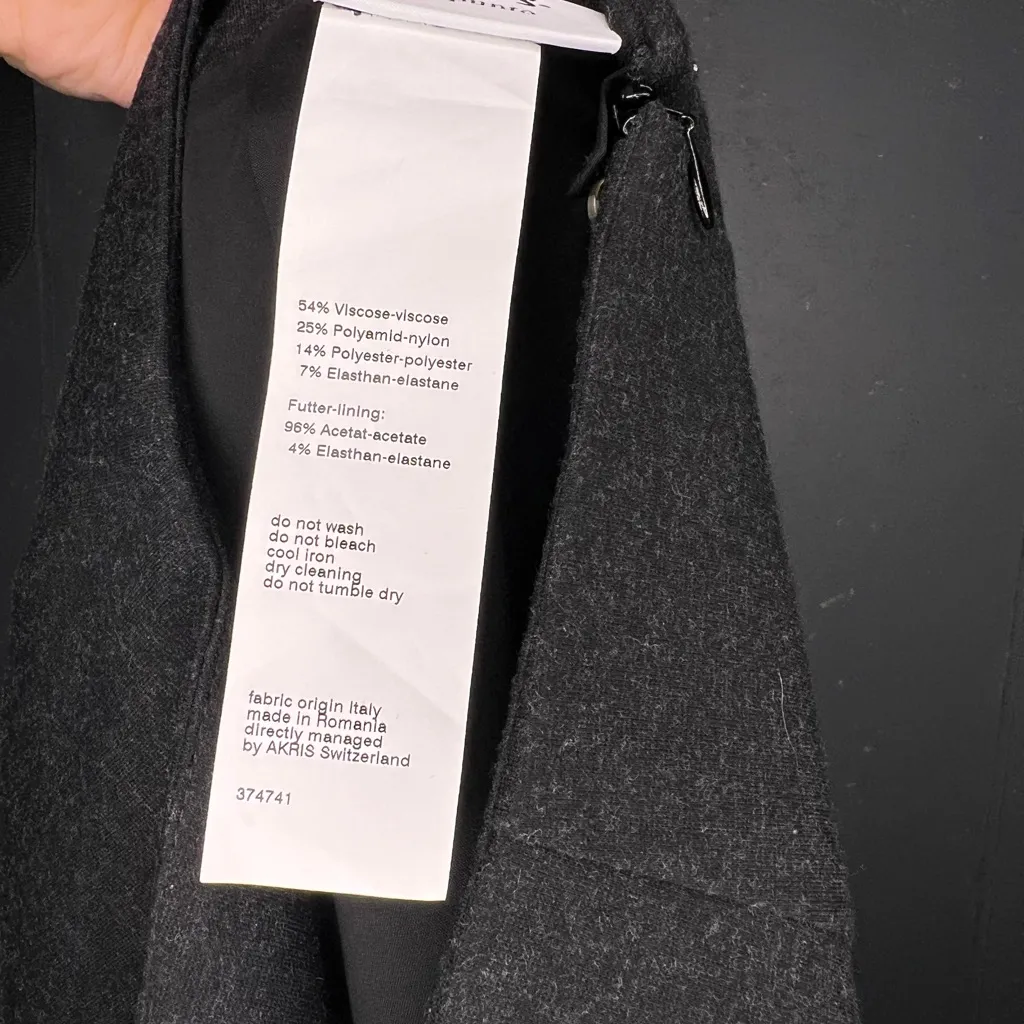 54% Viscose-viscose
25% Polyamid-nylon
14% Polyester-polyester
7% Elasthan-elastane
Futter-lining:
96% Acetat-acetate
4% Elasthan-elastane
do not wash
do not bleach
cool iron
dry cleaning
do not tumble dry
fabric origin Italy
made in Romania
directly managed
by AKRIS Switzerland
374741